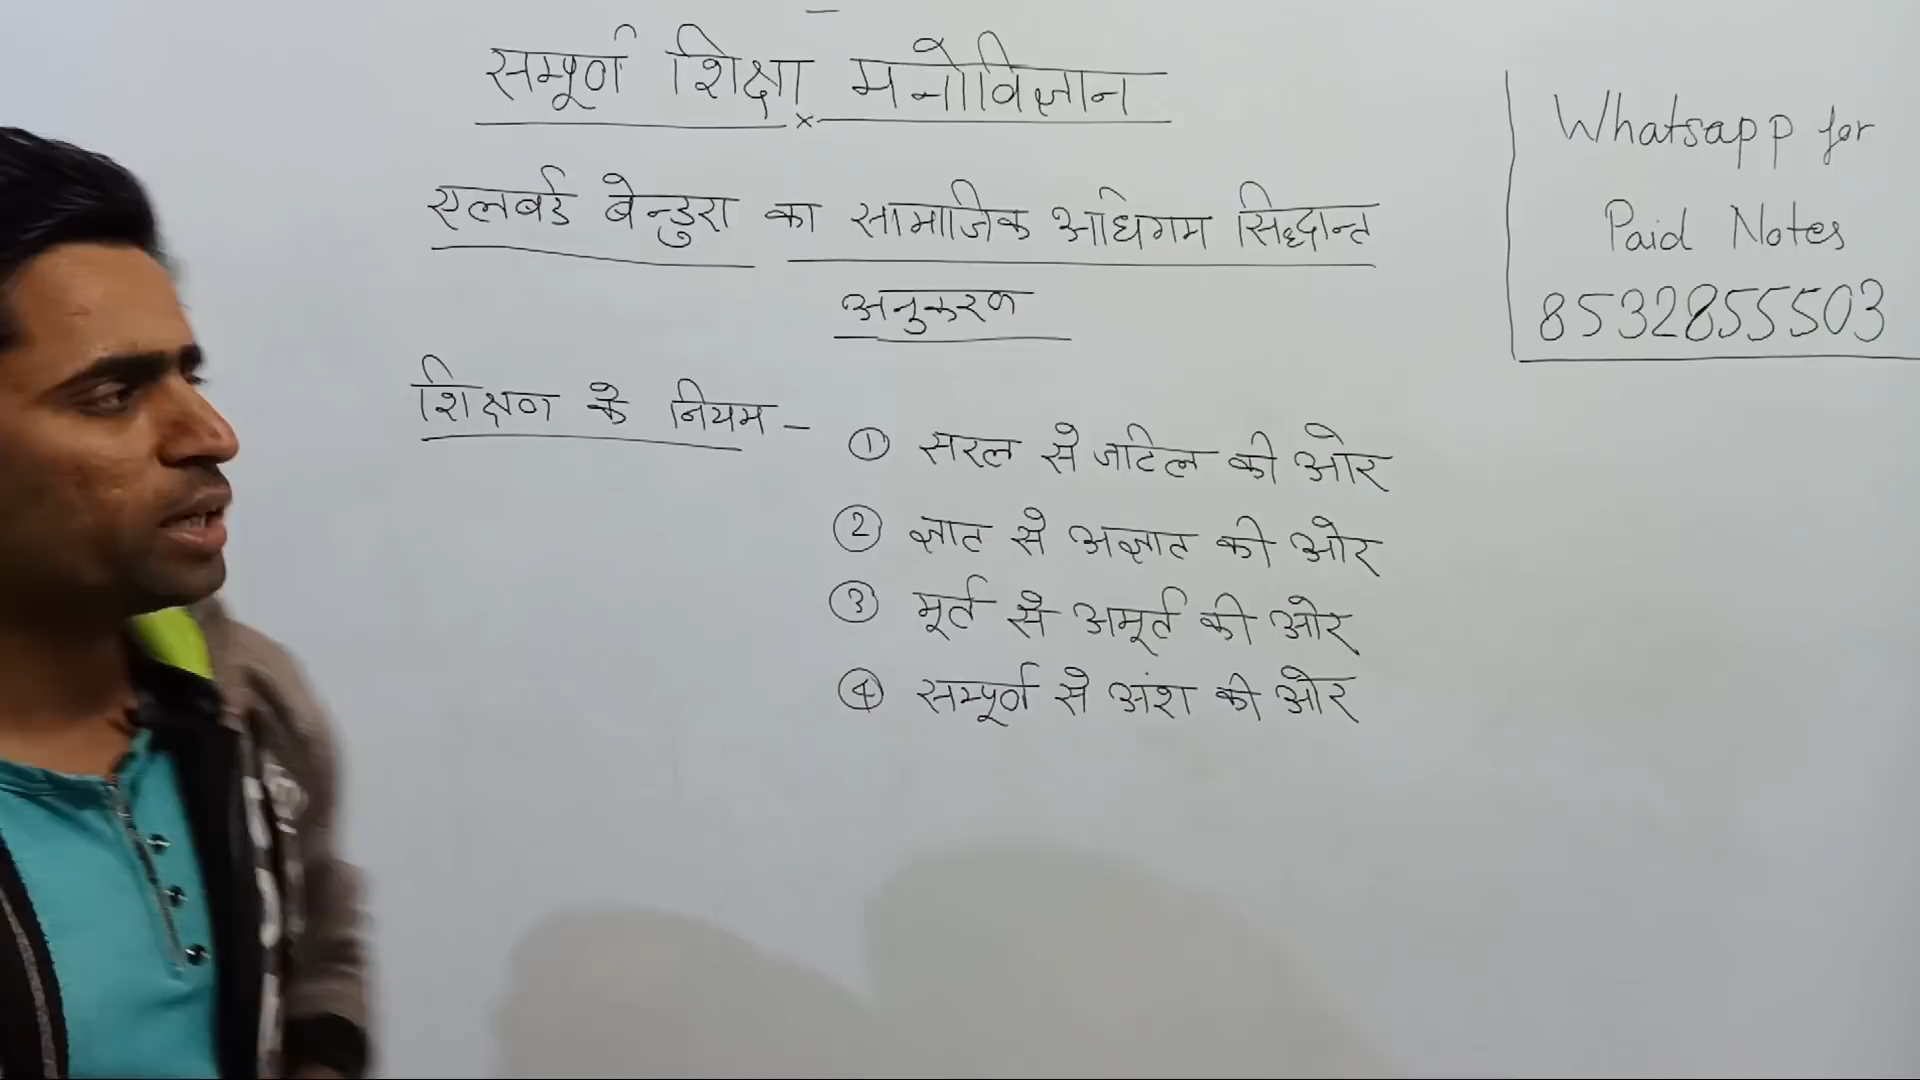 सम्पूर्ण शिक्षा मनोविज्ञान
एलबर्ड बेन्डुरा का सामाजिक अधिगम सिद्धान्त
अनुकरण
शिक्षण के नियम -
① सरल से जटिल की ओर
② ज्ञात से अज्ञात की ओर
③ मूर्त से अमूर्त की ओर
④ सम्पूर्ण से अंश की ओर
Whatsapp for
Paid Notes
8532855503